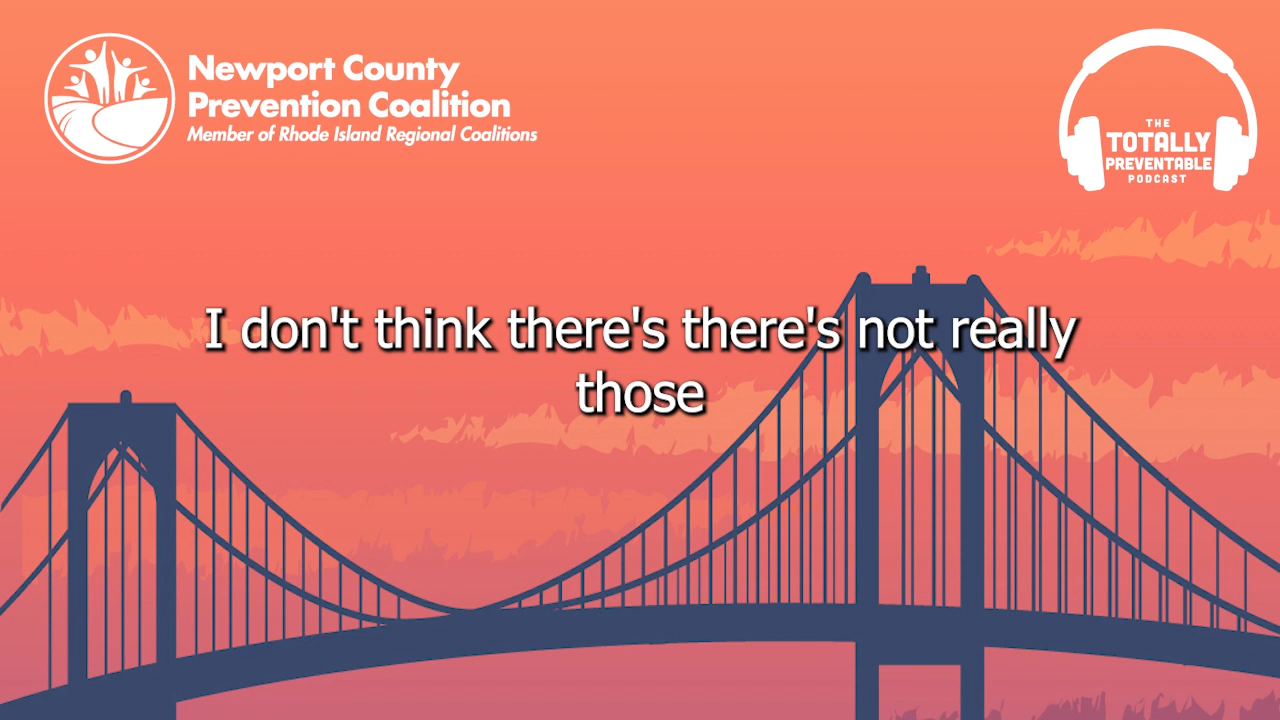 Newport County
Prevention Coalition
Member of Rhode Island Regional Coalitions
THE
TOTALLY
PREVENTABLE
PODCAST
I don't think there's there's not really
those